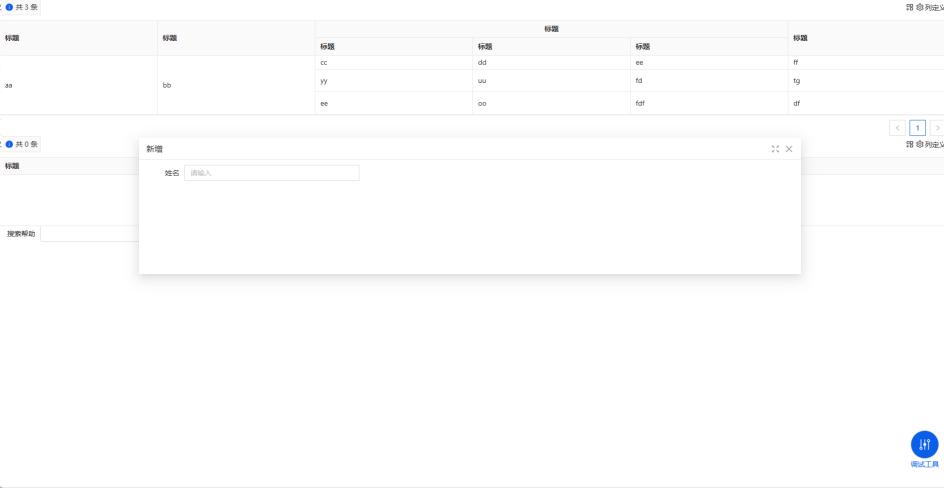 共 3 条
列定义
标题
标题
标题
标题
标题
标题
标题
aa
bb
cc
dd
ee
ff
yy
uu
fd
tg
ee
oo
fdf
df
1
共 0 条
列定义
标题
新增
姓名
请输入
搜索帮助
调试工具